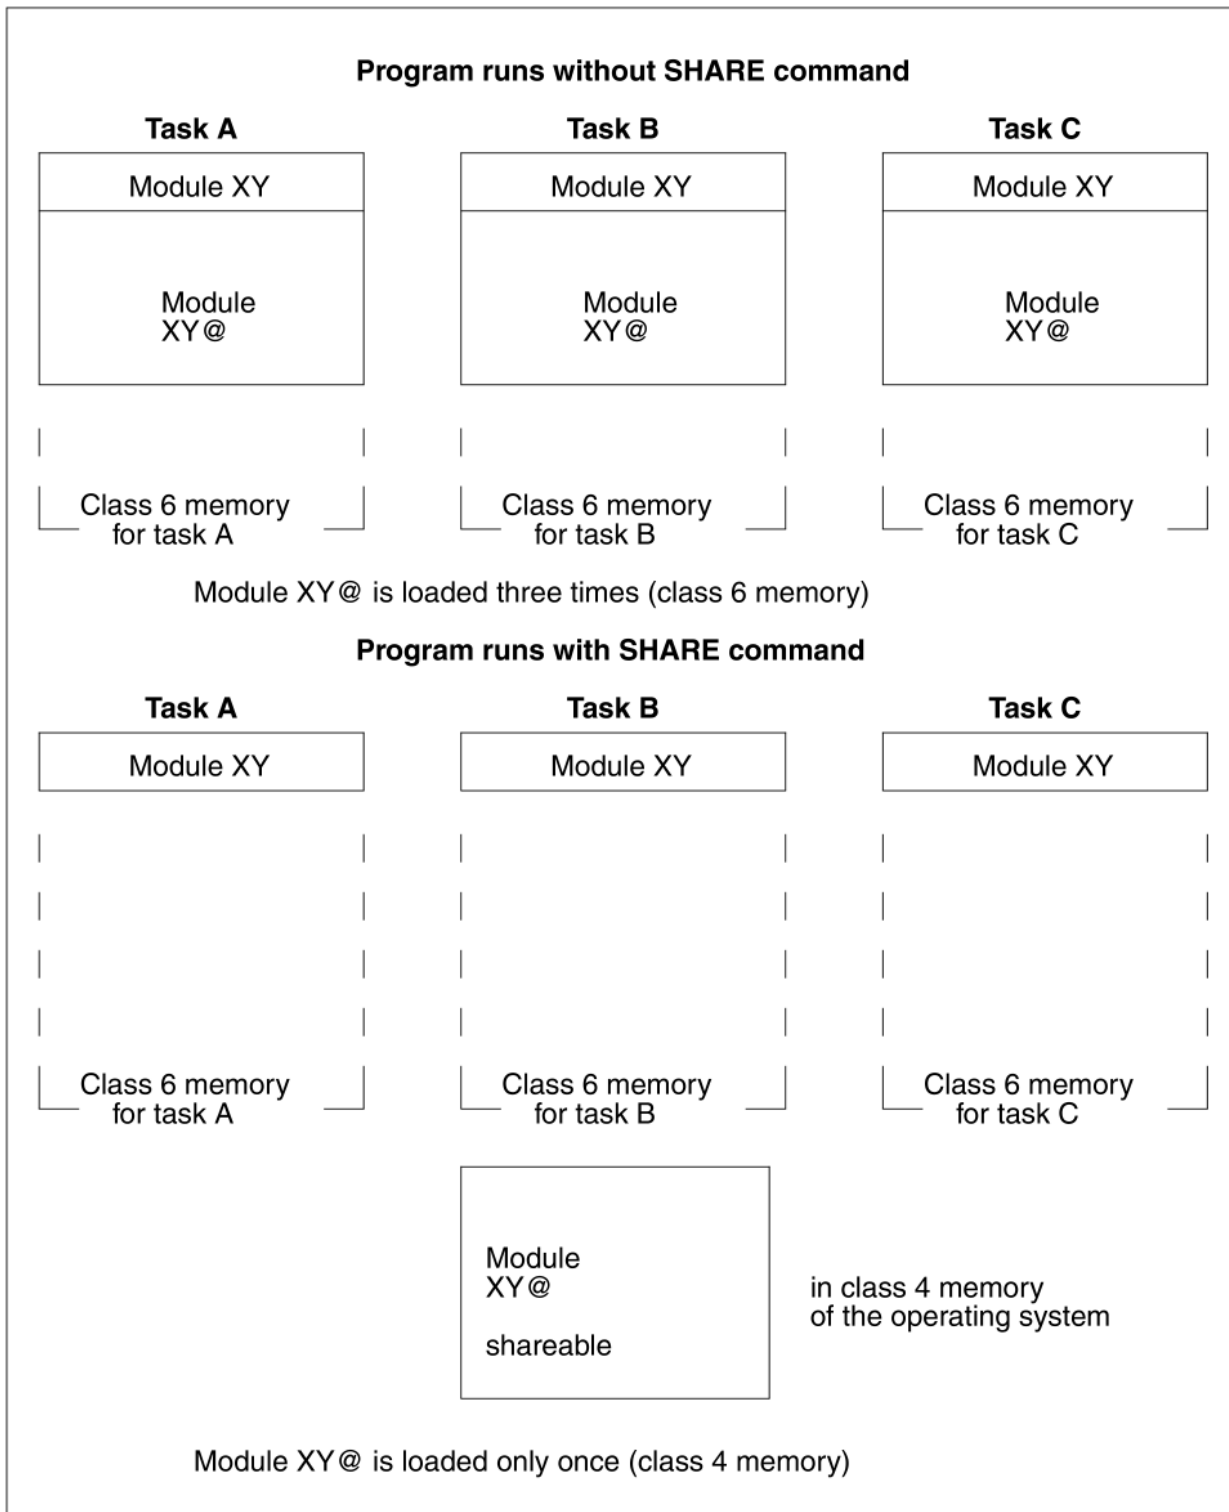 Program runs without SHARE command
Task A Task B Task C
Module XY Module XY Module XY
Module Module Module
XY@ XY@ XY@
Class 6 memory Class 6 memory Class 6 memory
for task A for task B for task C
Module XY@ is loaded three times (class 6 memory)
Program runs with SHARE command
Task A Task B Task C
Module XY Module XY Module XY
Class 6 memory Class 6 memory Class 6 memory
for task A for task B for task C
Module
XY@ in class 4 memory
of the operating system
shareable
Module XY@ is loaded only once (class 4 memory)